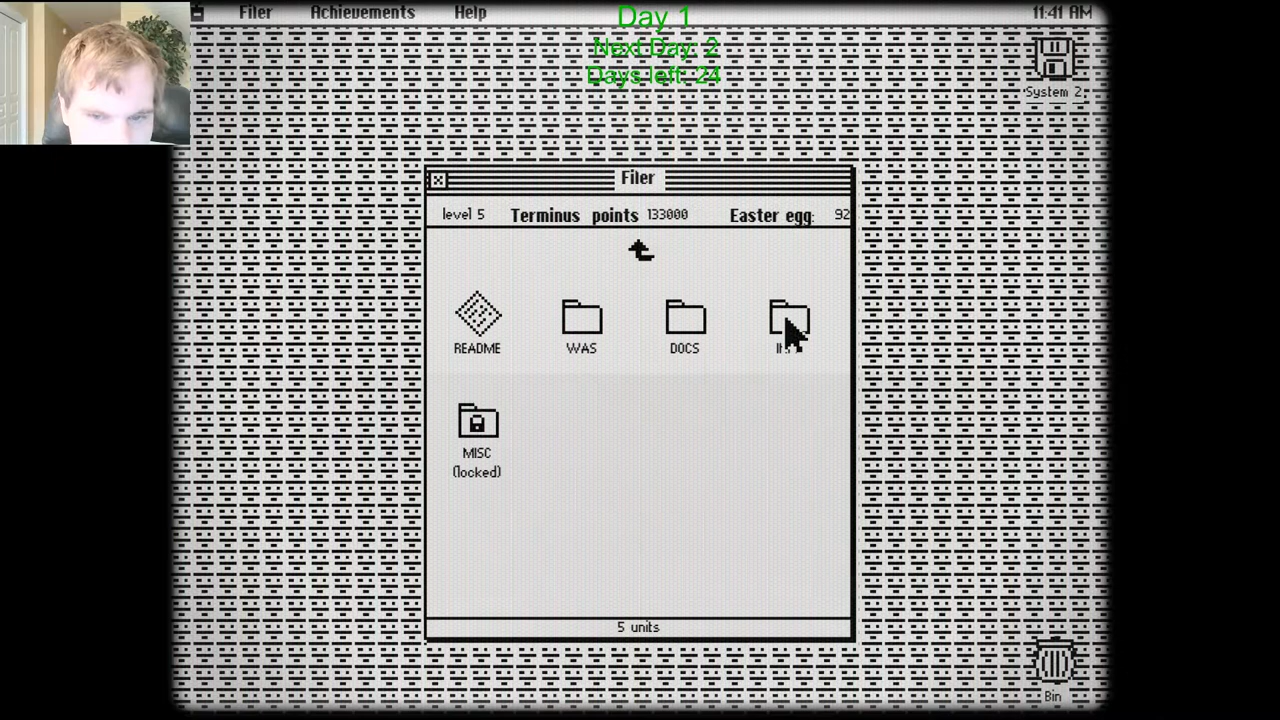 Filer Achievements Help 11:41 AM
Day 1
Next Day: 2
Days left: 24
System 2
Filer
level 5 Terminus points 133000 Easter egg: 92
README WAS DOCS
MISC
(locked)
5 units
Bin